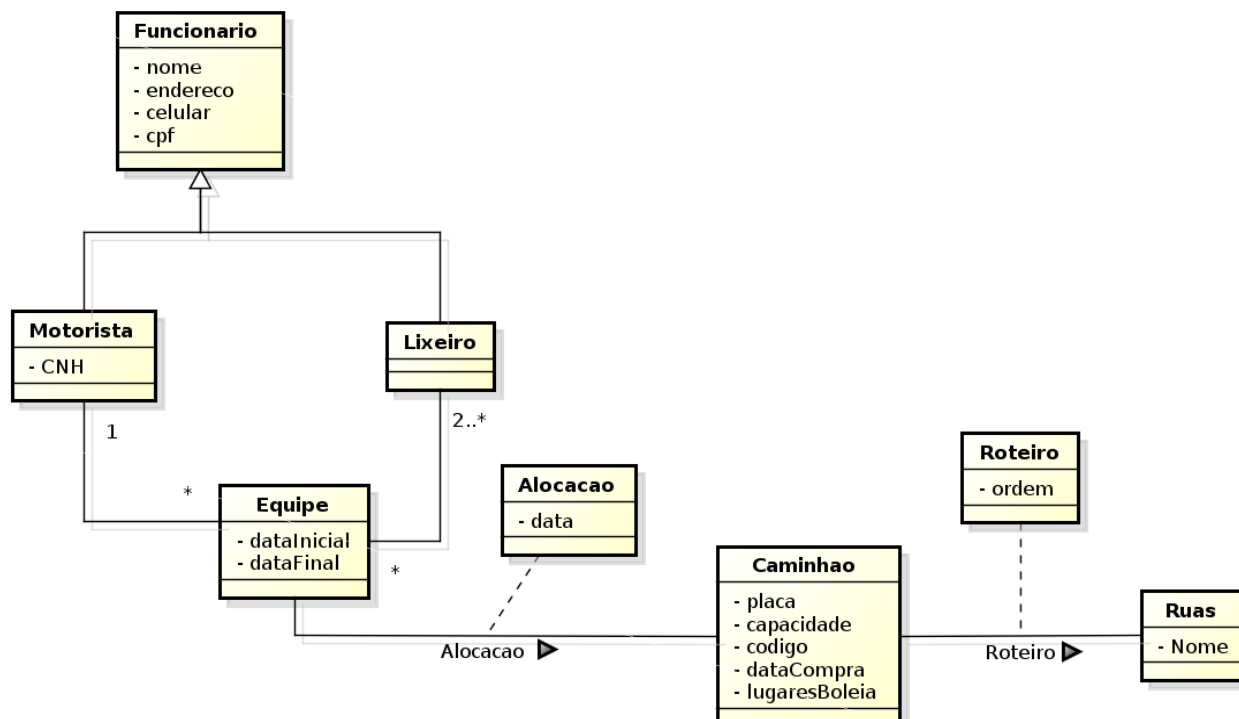 Funcionario
- nome
- endereco
- celular
- cpf
Motorista
- CNH
Lixeiro
1
2..*
*
Equipe
- dataInicial
- dataFinal
*
Alocacao
- data
Alocacao
Caminhao
- placa
- capacidade
- codigo
- dataCompra
- lugaresBoleia
Roteiro
- ordem
Roteiro
Ruas
- Nome